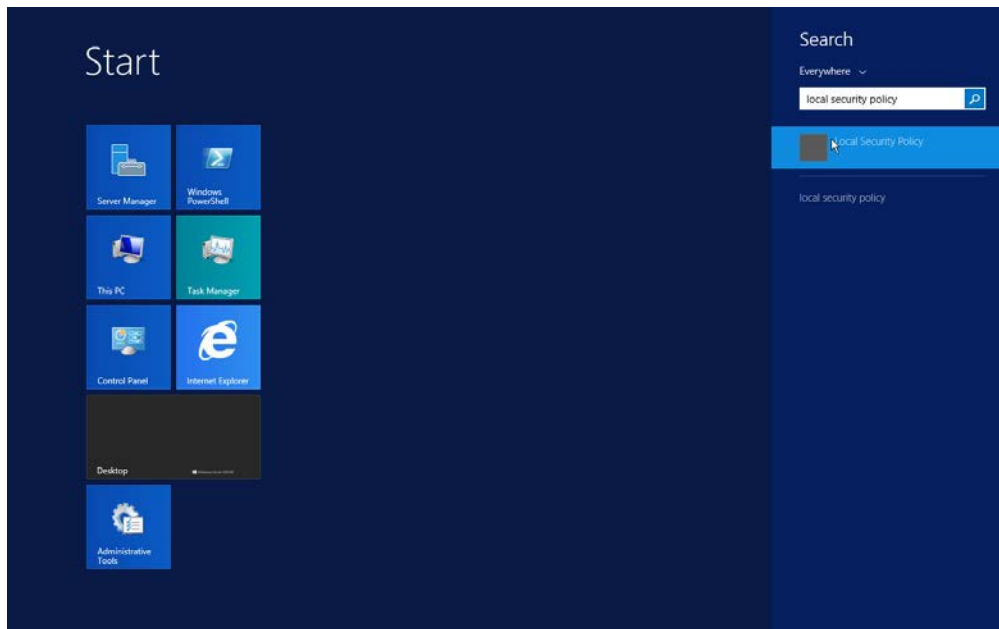 Start
Server Manager
Windows
PowerShell
This PC
Task Manager
Control Panel
Internet Explorer
Desktop
Administrative
Tools
Search
Everywhere
local security policy
Local Security Policy
local security policy